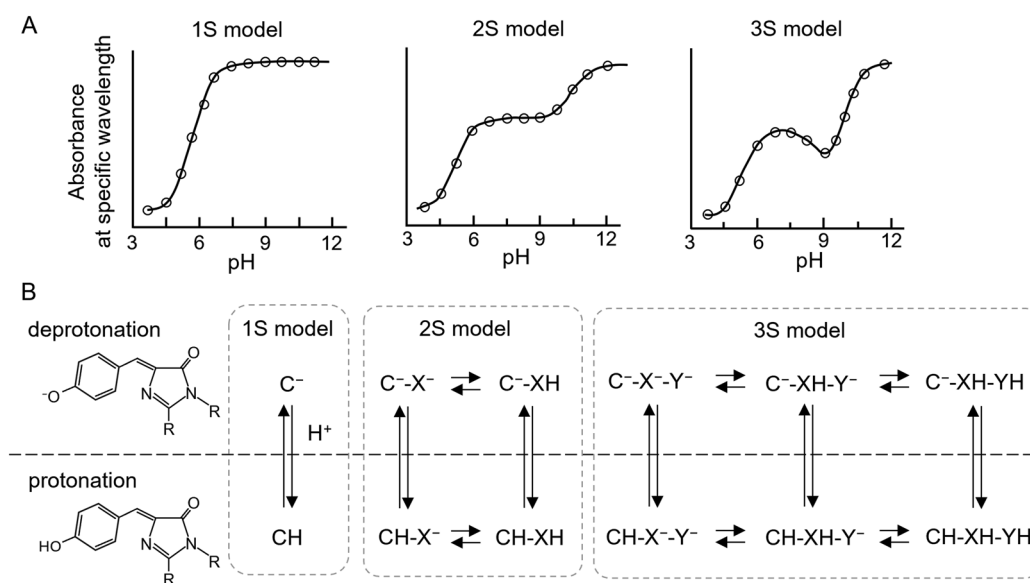 A
1S model
2S model
3S model
Absorbance
at specific wavelength
3 6 9 12
pH
3 6 9 12
pH
3 6 9 12
pH
B
deprotonation
1S model
2S model
3S model
⁻O
O
N
N
R
R
C⁻
C⁻-X⁻
C⁻-XH
C⁻-X⁻-Y⁻
C⁻-XH-Y⁻
C⁻-XH-YH
H⁺
protonation
HO
O
N
N
R
R
CH
CH-X⁻
CH-XH
CH-X⁻-Y⁻
CH-XH-Y⁻
CH-XH-YH